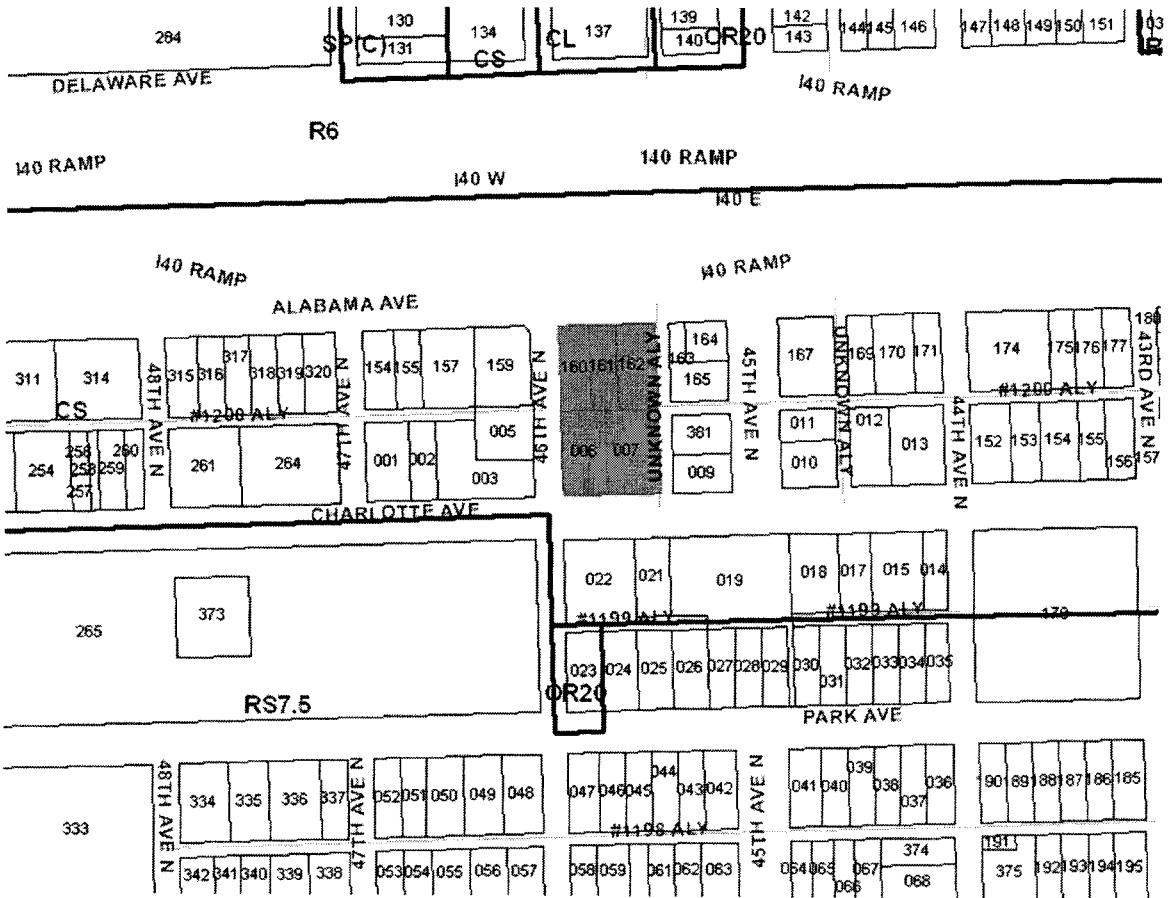 130 134 137 139 142 144 145 146 147 148 149 150 151 103
264 SP(C) 131 CS CL 140 OR20 143
DELAWARE AVE
I40 RAMP
R6
I40 RAMP
140 RAMP
I40 W
I40 E
I40 RAMP
I40 RAMP
ALABAMA AVE
311 314 48TH AVE N 315 316 317 318 319 320 47TH AVE N 154 155 157 159 46TH AVE N 160 161 162 UNKNOWN ALY 163 164 165 45TH AVE N 167 UNKNOWN ALY 169 170 171 44TH AVE N 174 175 176 177 43RD AVE N
CS #1200 ALY #1200 ALY
254 256 258 257 259 260 261 264 001 002 005 003 006 007 361 009 011 010 012 013 152 153 154 155 156 157
CHARLOTTE AVE
022 021 019 018 017 015 014
265 373 #1199 ALY #1199 ALY 179
023 024 025 026 027 028 029 030 031 032 033 034 035
RS7.5 OR20
PARK AVE
333 48TH AVE N 334 335 336 337 47TH AVE N 052 051 050 049 048 047 046 045 044 043 042 45TH AVE N 041 040 039 038 037 036 190 189 188 187 186 185
#1198 ALY
342 341 340 339 338 053 054 055 056 057 058 059 061 062 063 064 065 066 067 374 068 191 375 192 193 194 195